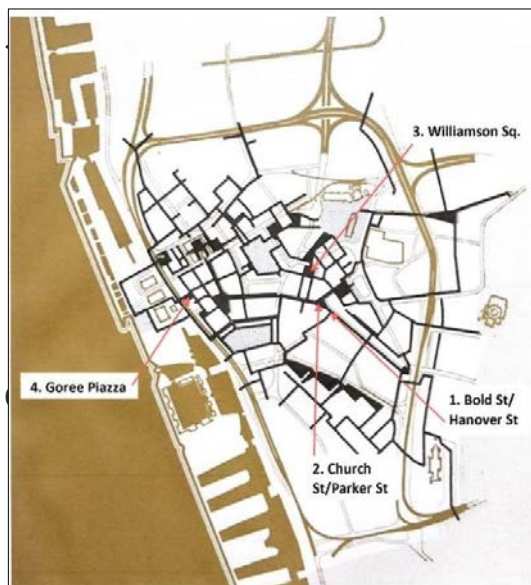 3. Williamson Sq.
4. Goree Piazza
1. Bold St/
Hanover St
2. Church
St/Parker St